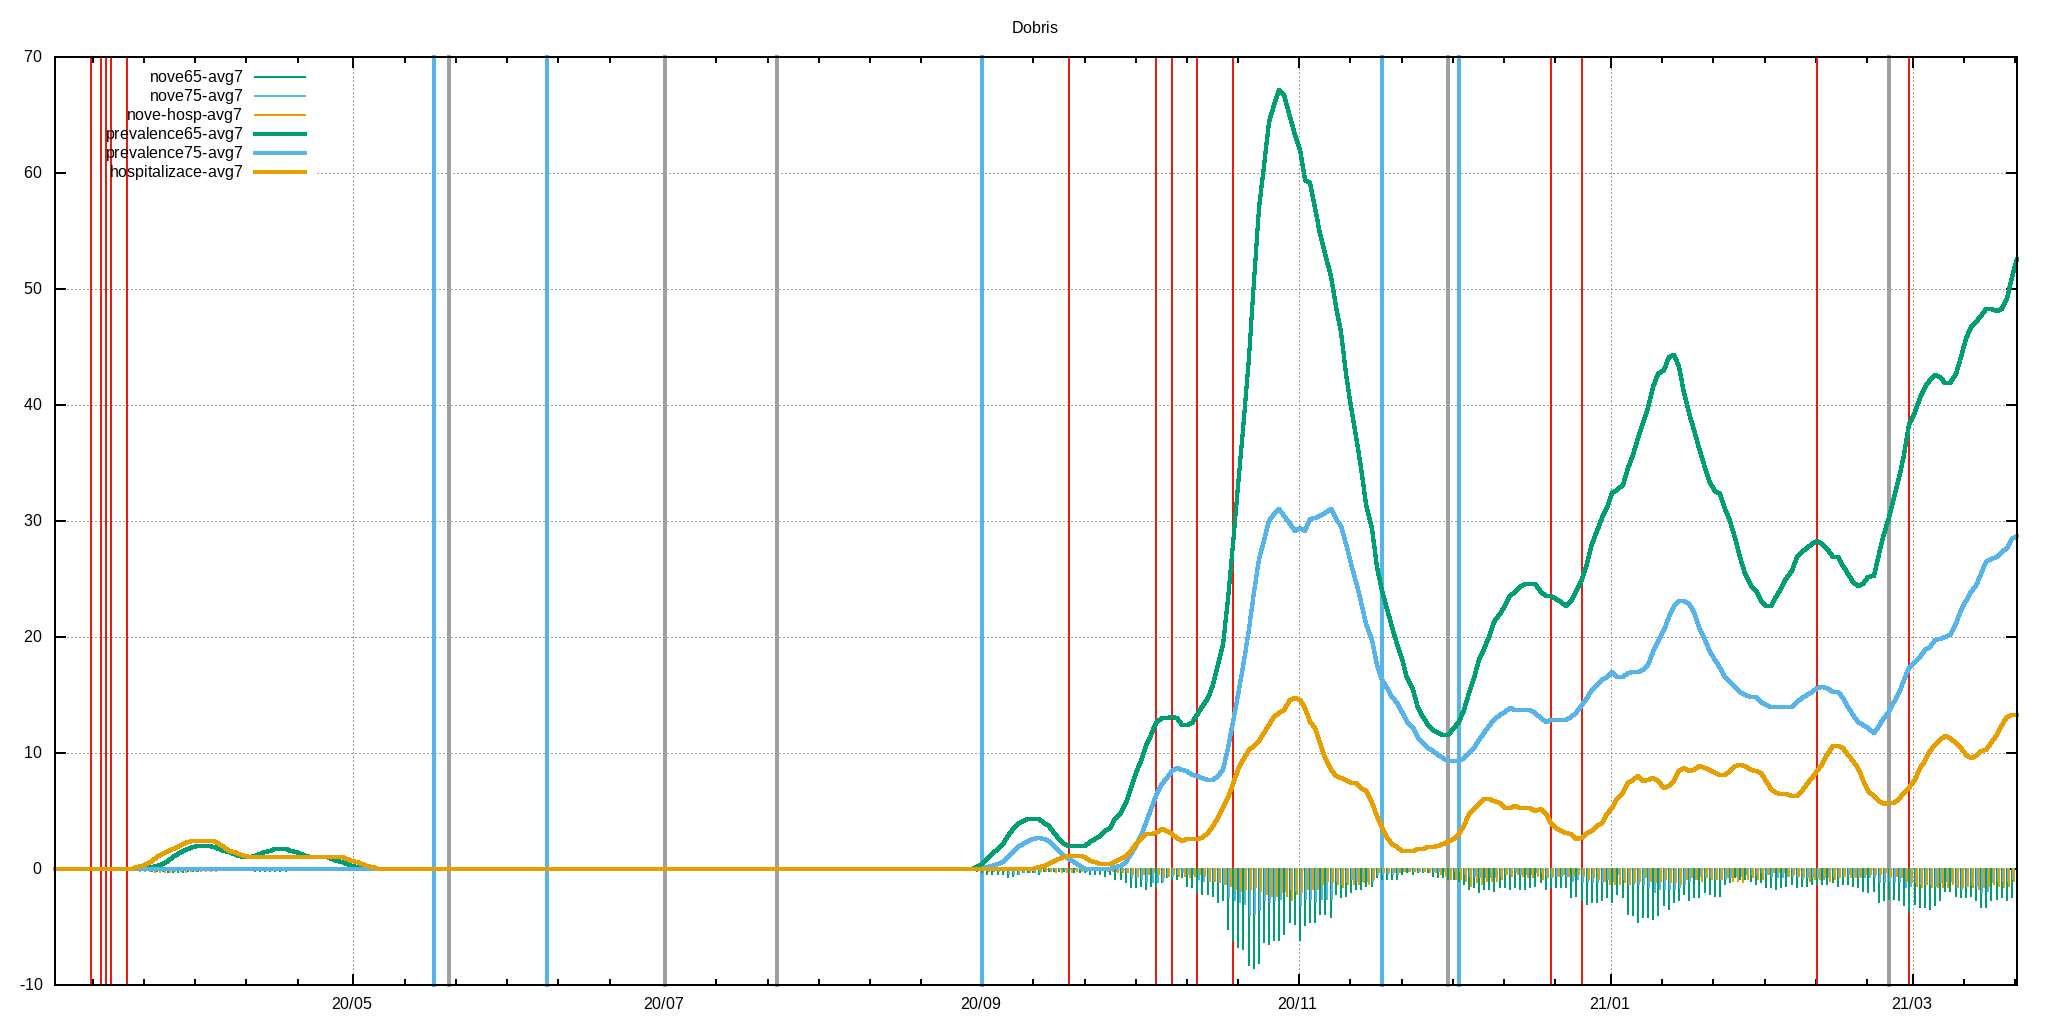 Dobris
70
60
50
40
30
20
10
0
-10
nove65-avg7
nove75-avg7
nove-hosp-avg7
prevalence65-avg7
prevalence75-avg7
hospitalizace-avg7
20/05 20/07 20/09 20/11 21/01 21/03